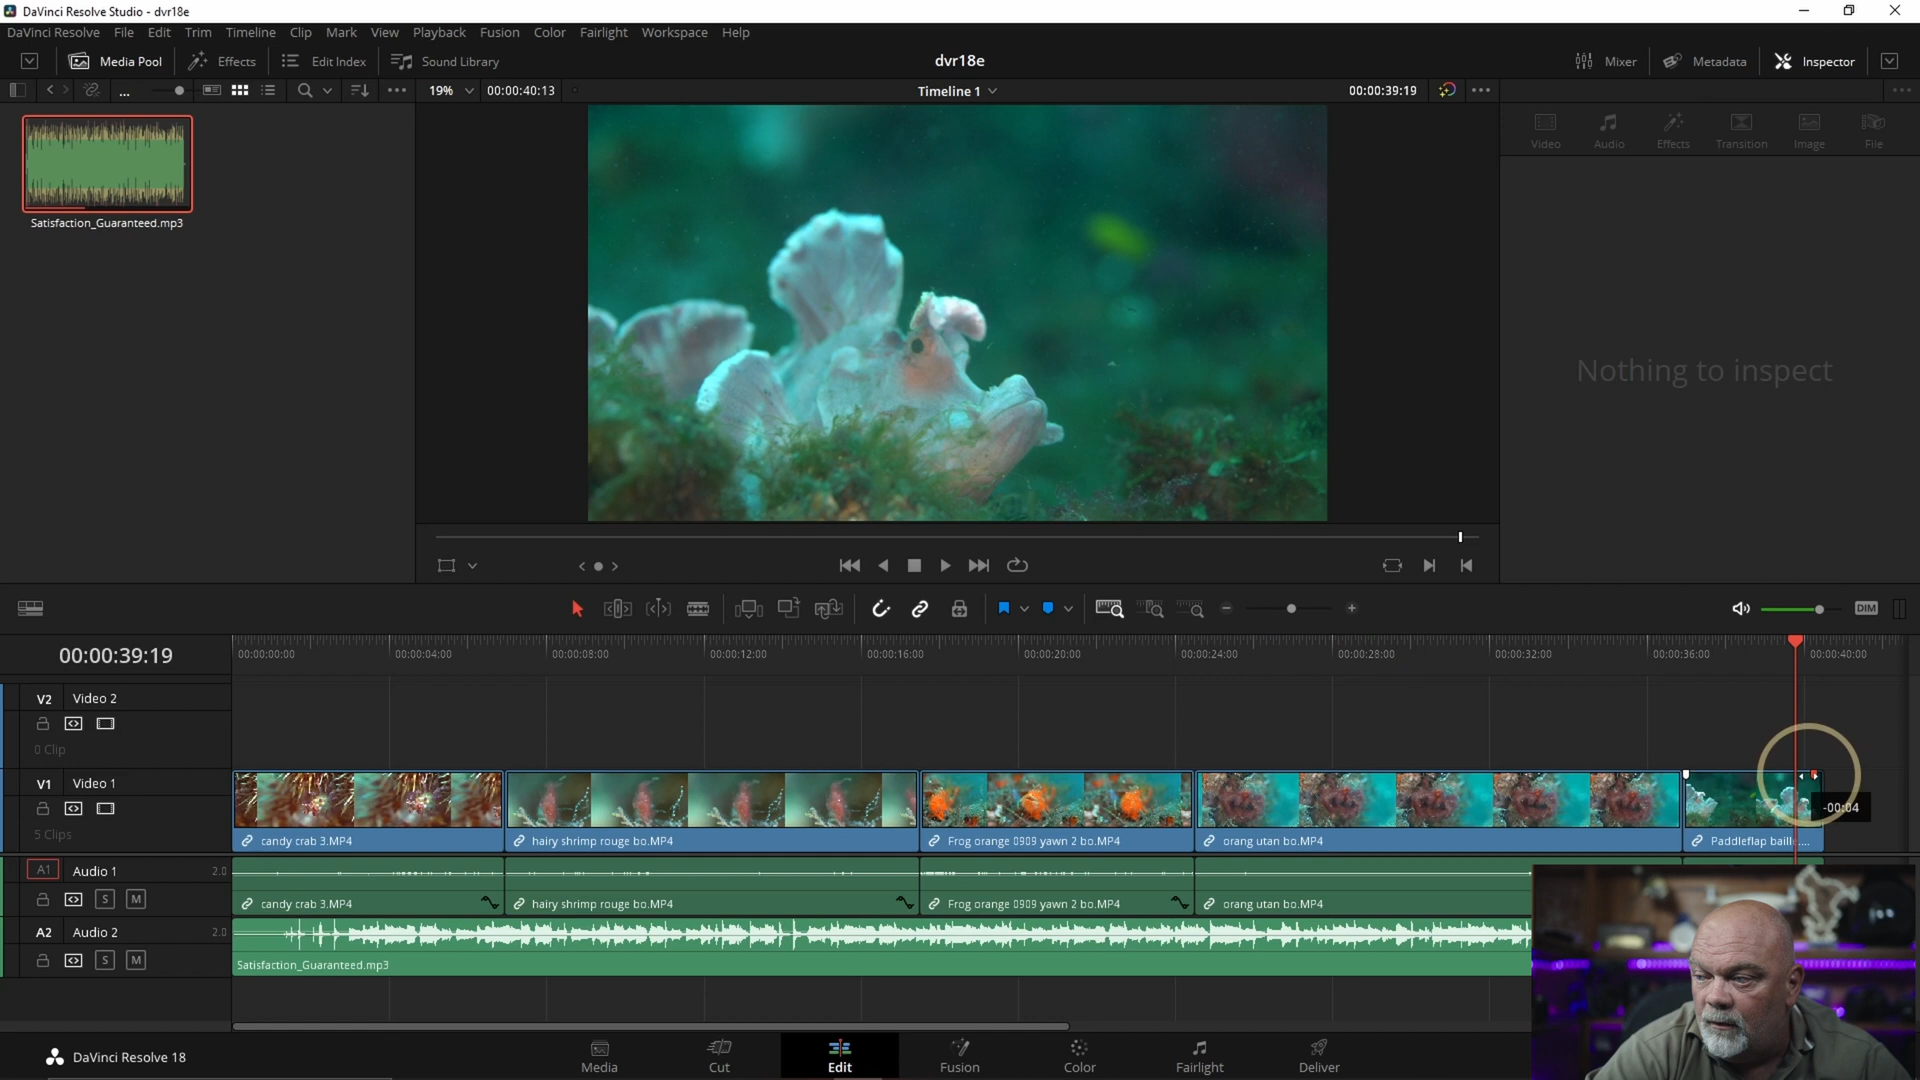 DaVinci Resolve Studio - dvr18e
DaVinci Resolve File Edit Trim Timeline Clip Mark View Playback Fusion Color Fairlight Workspace Help
Media Pool Effects Edit Index Sound Library dvr18e Mixer Metadata Inspector
... 19% 00:00:40:13 Timeline 1 00:00:39:19
Video Audio Effects Transition Image File
Satisfaction_Guaranteed.mp3
Nothing to inspect
DIM
00:00:39:19
00:00:00:00 00:00:04:00 00:00:08:00 00:00:12:00 00:00:16:00 00:00:20:00 00:00:24:00 00:00:28:00 00:00:32:00 00:00:36:00 00:00:40:00
V2 Video 2
0 Clip
V1 Video 1
-00:04
5 Clips
candy crab 3.MP4 hairy shrimp rouge bo.MP4 Frog orange 0909 yawn 2 bo.MP4 orang utan bo.MP4 Paddleflap baill...
A1 Audio 1 2.0
S M
candy crab 3.MP4 hairy shrimp rouge bo.MP4 Frog orange 0909 yawn 2 bo.MP4 orang utan bo.MP4
A2 Audio 2 2.0
S M
Satisfaction_Guaranteed.mp3
DaVinci Resolve 18
Media Cut Edit Fusion Color Fairlight Deliver